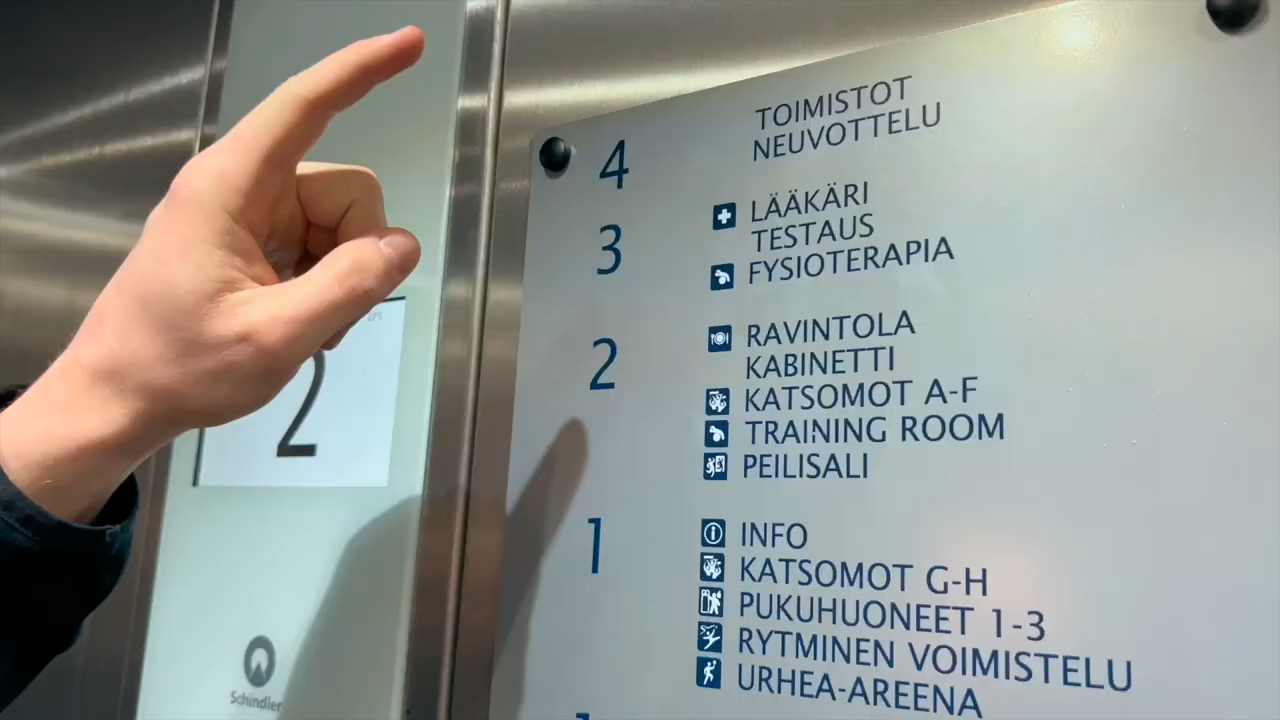 4
TOIMISTOT
NEUVOTTELU
3
LÄÄKÄRI
TESTAUS
FYSIOTERAPIA
2
RAVINTOLA
KABINETTI
KATSOMOT A-F
TRAINING ROOM
PEILISALI
1
INFO
KATSOMOT G-H
PUKUHUONEET 1-3
RYTMINEN VOIMISTELU
URHEA-AREENA
2
Schindler